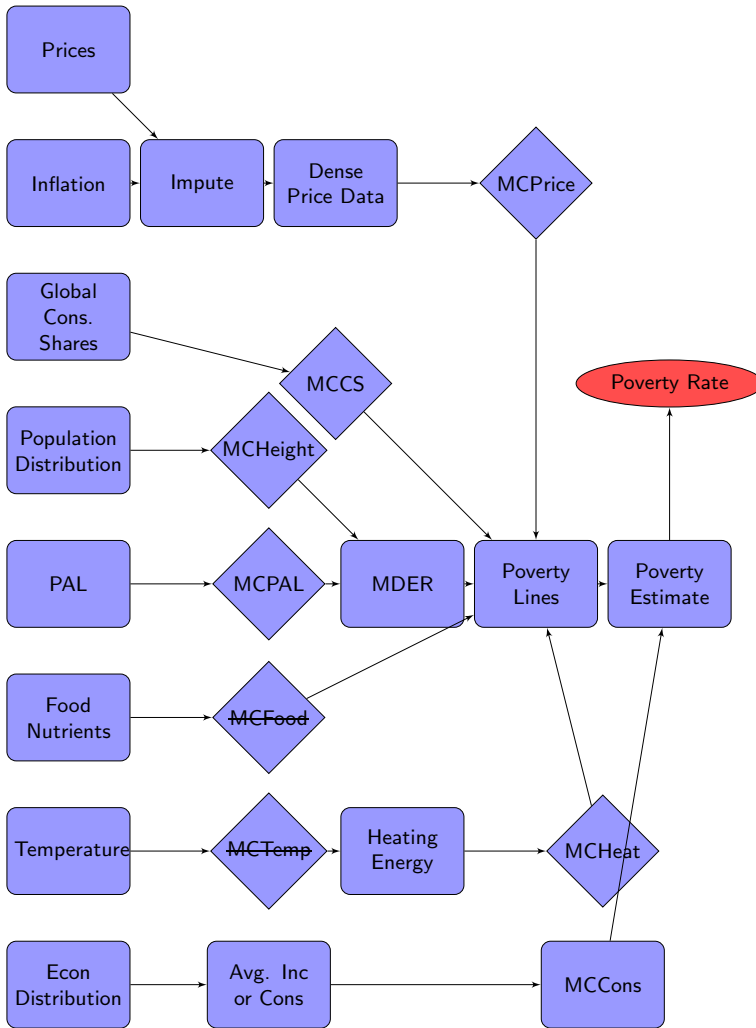 Prices
Inflation
Impute
Dense
Price Data
MCPrice
Global
Cons.
Shares
MCCS
Poverty Rate
Population
Distribution
MCHeight
PAL
MCPAL
MDER
Poverty
Lines
Poverty
Estimate
Food
Nutrients
MCFood
Temperature
MCTemp
Heating
Energy
MCHeat
Econ
Distribution
Avg. Inc
or Cons
MCCons